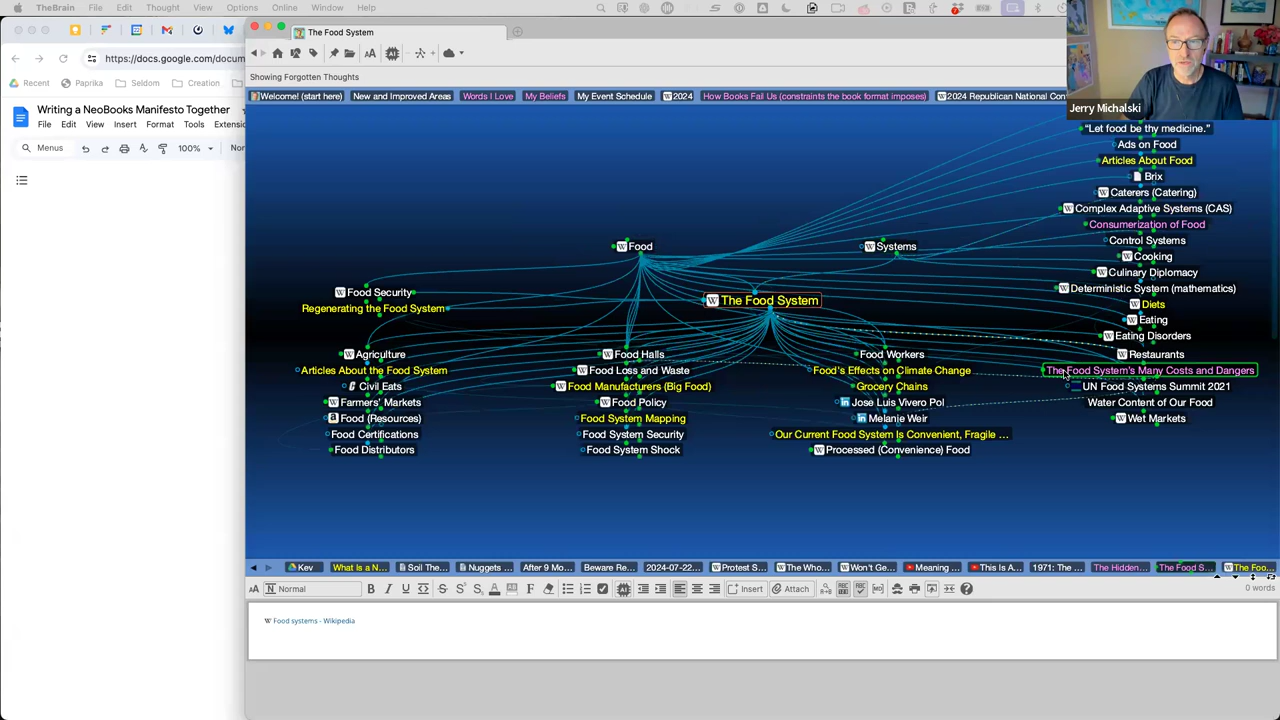 TheBrain File Edit Thought View Options Online Window Help
https://docs.google.com/docum
Recent Paprika Seldom Creation
Writing a NeoBooks Manifesto Together
File Edit View Insert Format Tools Extensio
Menus 100% Nor
The Food System
Showing Forgotten Thoughts
Welcome! (start here) New and Improved Areas Words I Love My Beliefs My Event Schedule 2024 How Books Fail Us (constraints the book format imposes) 2024 Republican National Con
Jerry Michalski
"Let food be thy medicine."
Ads on Food
Articles About Food
Brix
Caterers (Catering)
Complex Adaptive Systems (CAS)
Consumerization of Food
Control Systems
Cooking
Culinary Diplomacy
Deterministic System (mathematics)
Diets
Eating
Eating Disorders
Restaurants
The Food System's Many Costs and Dangers
UN Food Systems Summit 2021
Water Content of Our Food
Wet Markets
Food
Systems
Food Security
Regenerating the Food System
The Food System
Agriculture
Articles About the Food System
Civil Eats
Farmers' Markets
Food (Resources)
Food Certifications
Food Distributors
Food Halls
Food Loss and Waste
Food Manufacturers (Big Food)
Food Policy
Food System Mapping
Food System Security
Food System Shock
Food Workers
Food's Effects on Climate Change
Grocery Chains
Jose Luis Vivero Pol
Melanie Weir
Our Current Food System Is Convenient, Fragile ...
Processed (Convenience) Food
Kev What Is a N... Soil The... Nuggets ... After 9 Mo... Beware Re... 2024-07-22... Protest S... The Who... Won't Ge... Meaning ... This Is A... 1971: The ... The Hidden... The Food S... The Foo...
Normal B I U Insert Attach
0 words
Food systems - Wikipedia